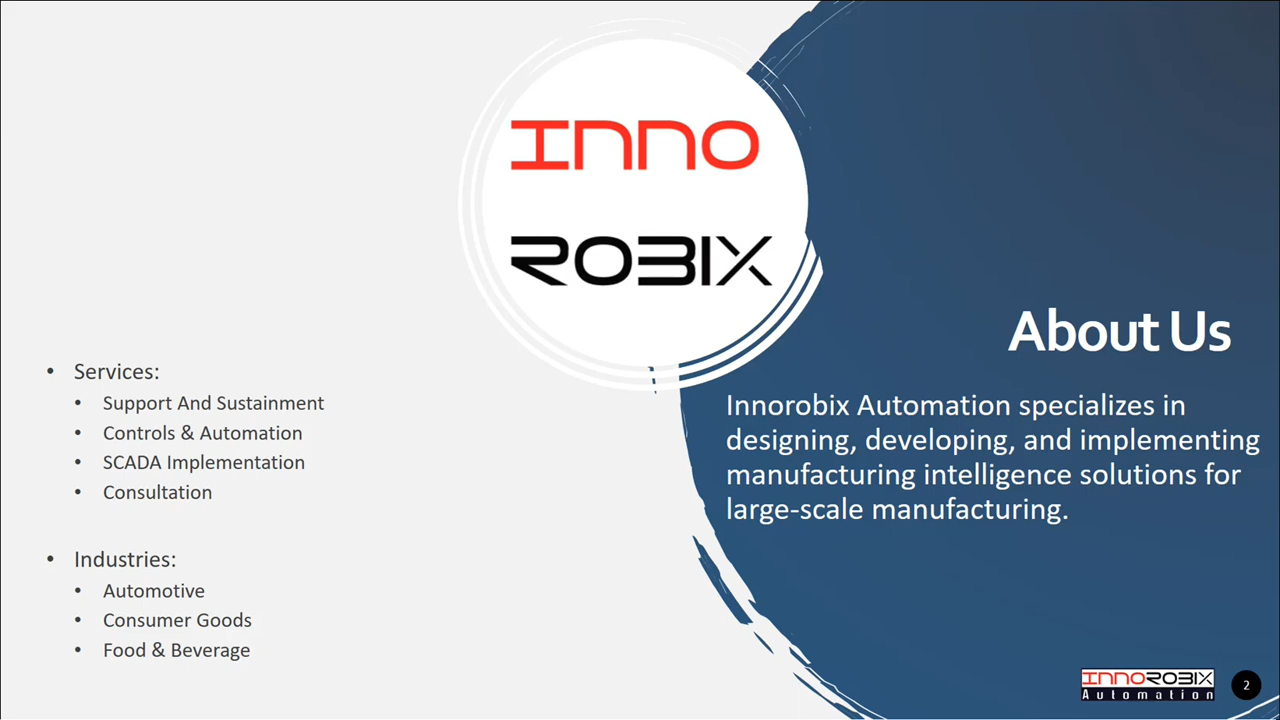 INNO
ROBIX
About Us
Innorobix Automation specializes in
designing, developing, and implementing
manufacturing intelligence solutions for
large-scale manufacturing.
• Services:
• Support And Sustainment
• Controls & Automation
• SCADA Implementation
• Consultation
• Industries:
• Automotive
• Consumer Goods
• Food & Beverage
INNOROBIX
Automation
2